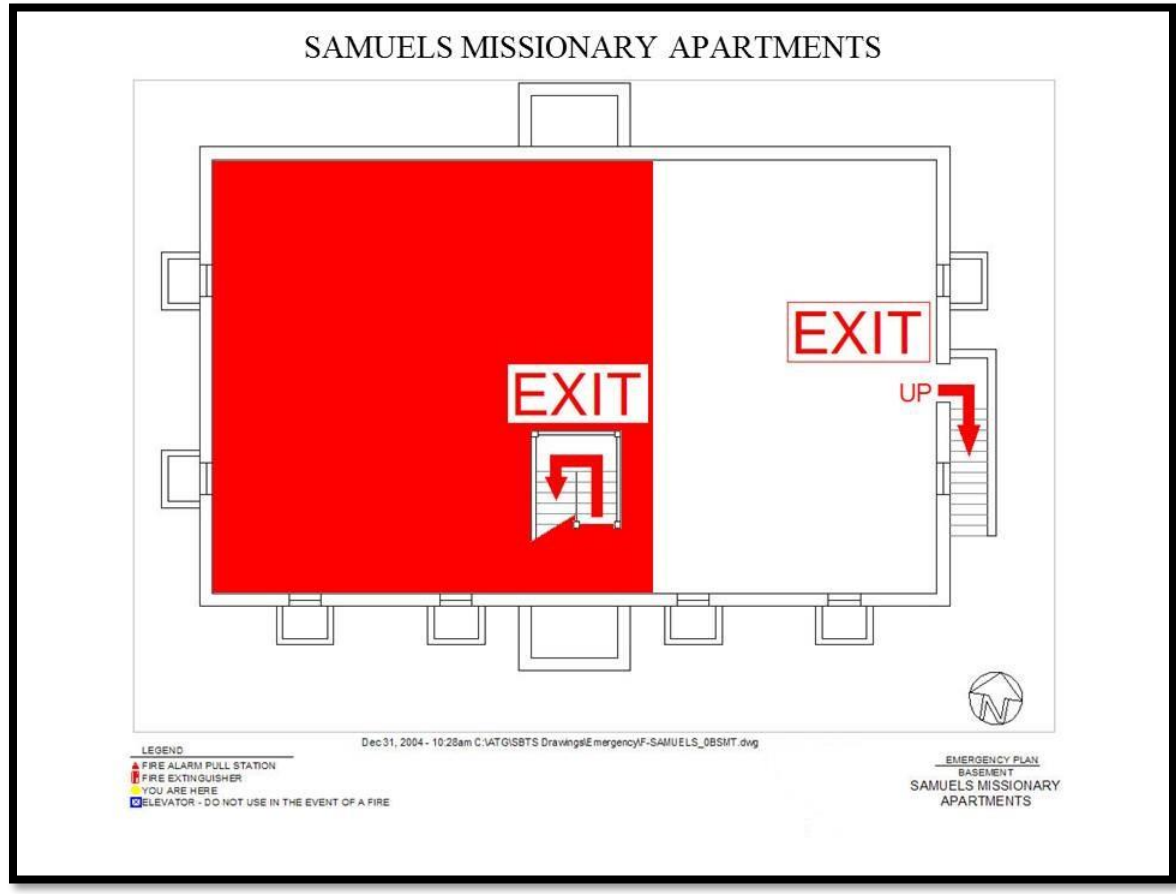 SAMUELS MISSIONARY APARTMENTS
EXIT
EXIT
UP
N
Dec 31, 2004 - 10:28am C:\ATG\SBTS Drawings\Emergency\F-SAMUELS_0BSMT.dwg
LEGEND
FIRE ALARM PULL STATION
FIRE EXTINGUISHER
YOU ARE HERE
ELEVATOR - DO NOT USE IN THE EVENT OF A FIRE
EMERGENCY PLAN
BASEMENT
SAMUELS MISSIONARY
APARTMENTS